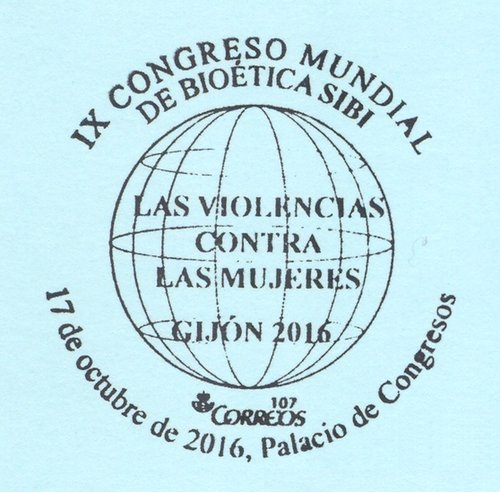 IX CONGRESO MUNDIAL
DE BIOÉTICA SIBI
LAS VIOLENCIAS
CONTRA
LAS MUJERES
GIJÓN 2016
107
CORREOS
17 de octubre de 2016, Palacio de Congresos